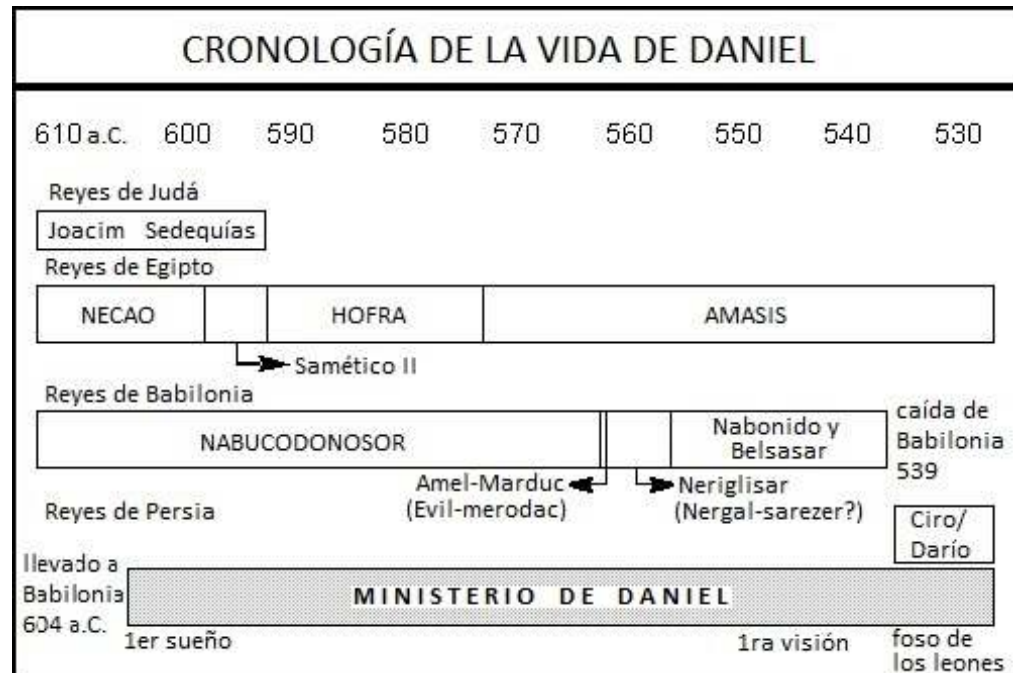 CRONOLOGÍA DE LA VIDA DE DANIEL
610 a.C. 600 590 580 570 560 550 540 530
Reyes de Judá
Joacim Sedequías
Reyes de Egipto
NECAO HOFRA AMASIS
Samético II
Reyes de Babilonia
NABUCODONOSOR
Nabonido y
Belsasar
caída de
Babilonia
539
Amel-Marduc
(Evil-merodac)
Neriglisar
(Nergal-sarezer?)
Reyes de Persia
Ciro/
Darío
llevado a
Babilonia
604 a.C.
MINISTERIO DE DANIEL
1er sueño
1ra visión
foso de
los leones